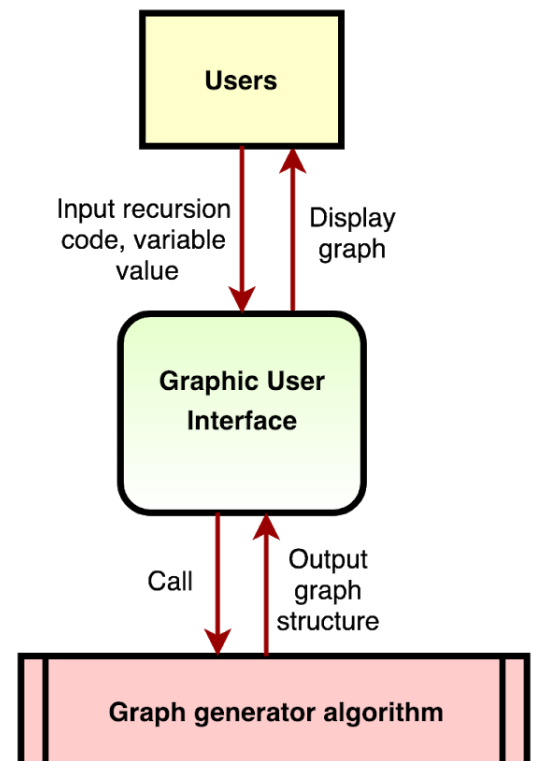 Users
Input recursion
code, variable
value
Display
graph
Graphic User
Interface
Call
Output
graph
structure
Graph generator algorithm